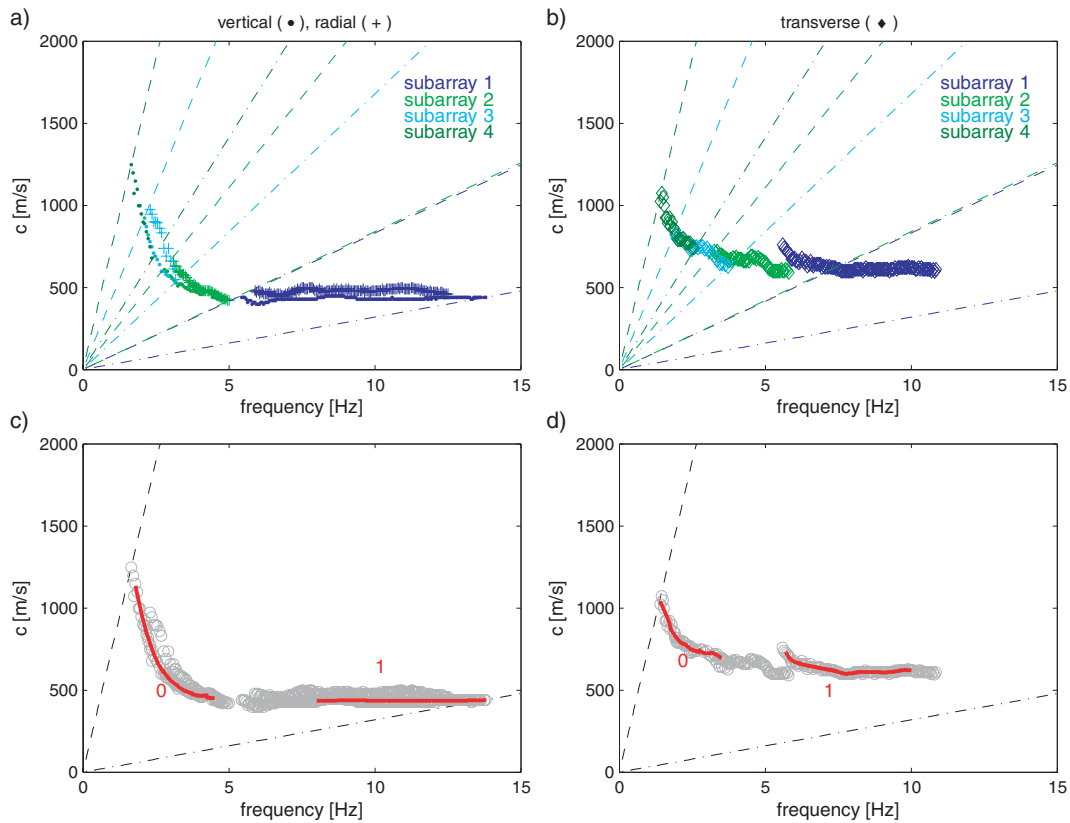 a)
vertical ( • ), radial ( + )
2000
1500
1000
500
0
c [m/s]
subarray 1
subarray 2
subarray 3
subarray 4
0
5
10
15
frequency [Hz]
b)
transverse ( ♦ )
2000
1500
1000
500
0
c [m/s]
subarray 1
subarray 2
subarray 3
subarray 4
0
5
10
15
frequency [Hz]
c)
2000
1500
1000
500
0
c [m/s]
0
1
0
5
10
15
frequency [Hz]
d)
2000
1500
1000
500
0
c [m/s]
0
1
0
5
10
15
frequency [Hz]